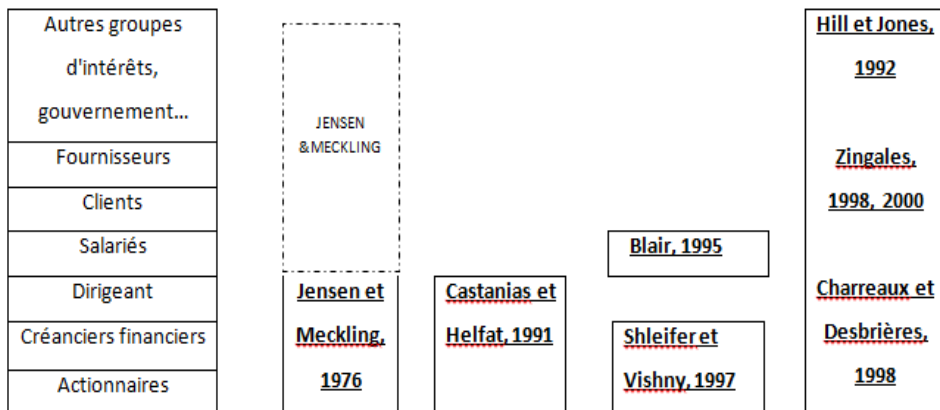 Autres groupes
d'intérêts,
gouvernement...
Fournisseurs
Clients
Salariés
Dirigeant
Créanciers financiers
Actionnaires
JENSEN
&MECKLING
Jensen et
Meckling,
1976
Castanias et
Helfat, 1991
Blair, 1995
Shleifer et
Vishny, 1997
Hill et Jones,
1992
Zingales,
1998, 2000
Charreaux et
Desbrières,
1998